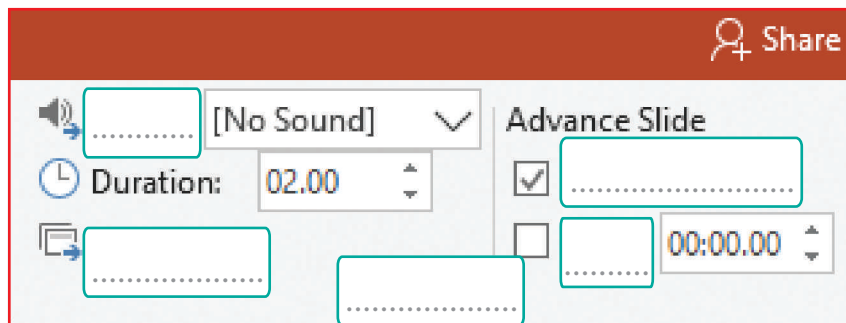 Share
............ [No Sound] Advance Slide
Duration: 02.00 ..........................
.................... .......... 00:00.00
....................